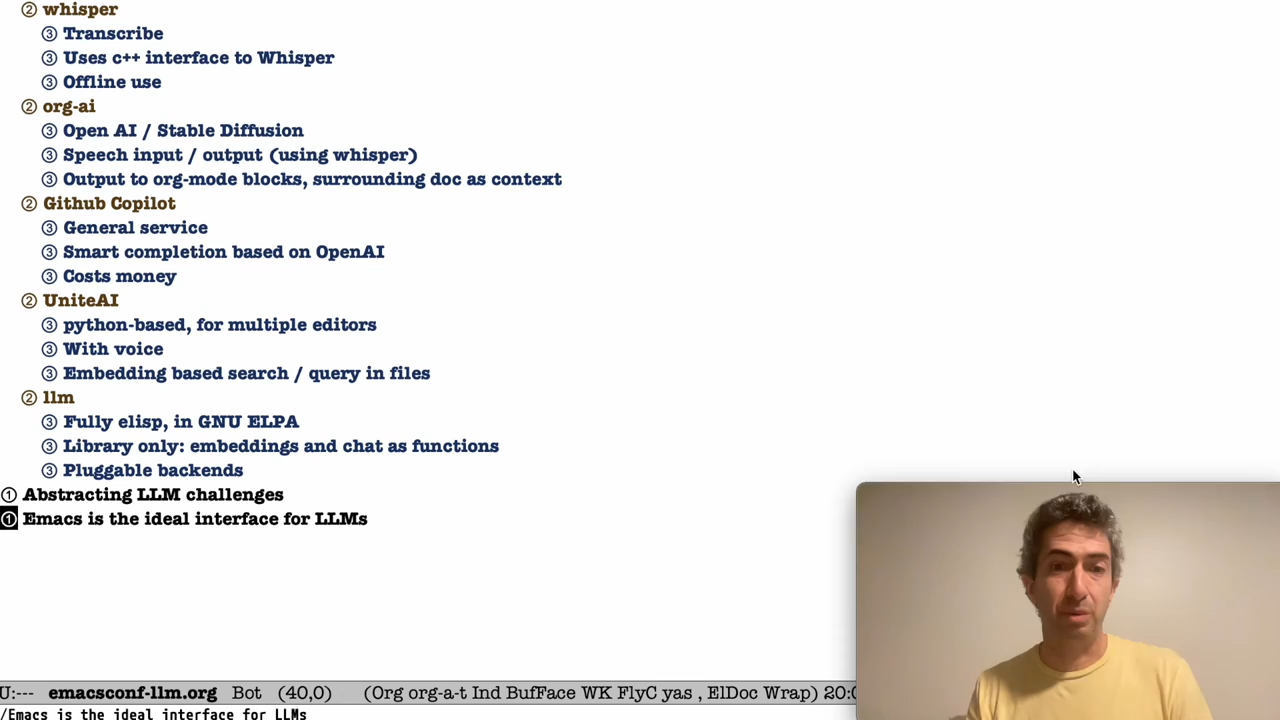 ② whisper
③ Transcribe
③ Uses c++ interface to Whisper
③ Offline use
② org-ai
③ Open AI / Stable Diffusion
③ Speech input / output (using whisper)
③ Output to org-mode blocks, surrounding doc as context
② Github Copilot
③ General service
③ Smart completion based on OpenAI
③ Costs money
② UniteAI
③ python-based, for multiple editors
③ With voice
③ Embedding based search / query in files
② llm
③ Fully elisp, in GNU ELPA
③ Library only: embeddings and chat as functions
③ Pluggable backends
① Abstracting LLM challenges
① Emacs is the ideal interface for LLMs
U:--- emacsconf-llm.org Bot (40,0) (Org org-a-t Ind BufFace WK FlyC yas , ElDoc Wrap)
/Emacs is the ideal interface for LLMs